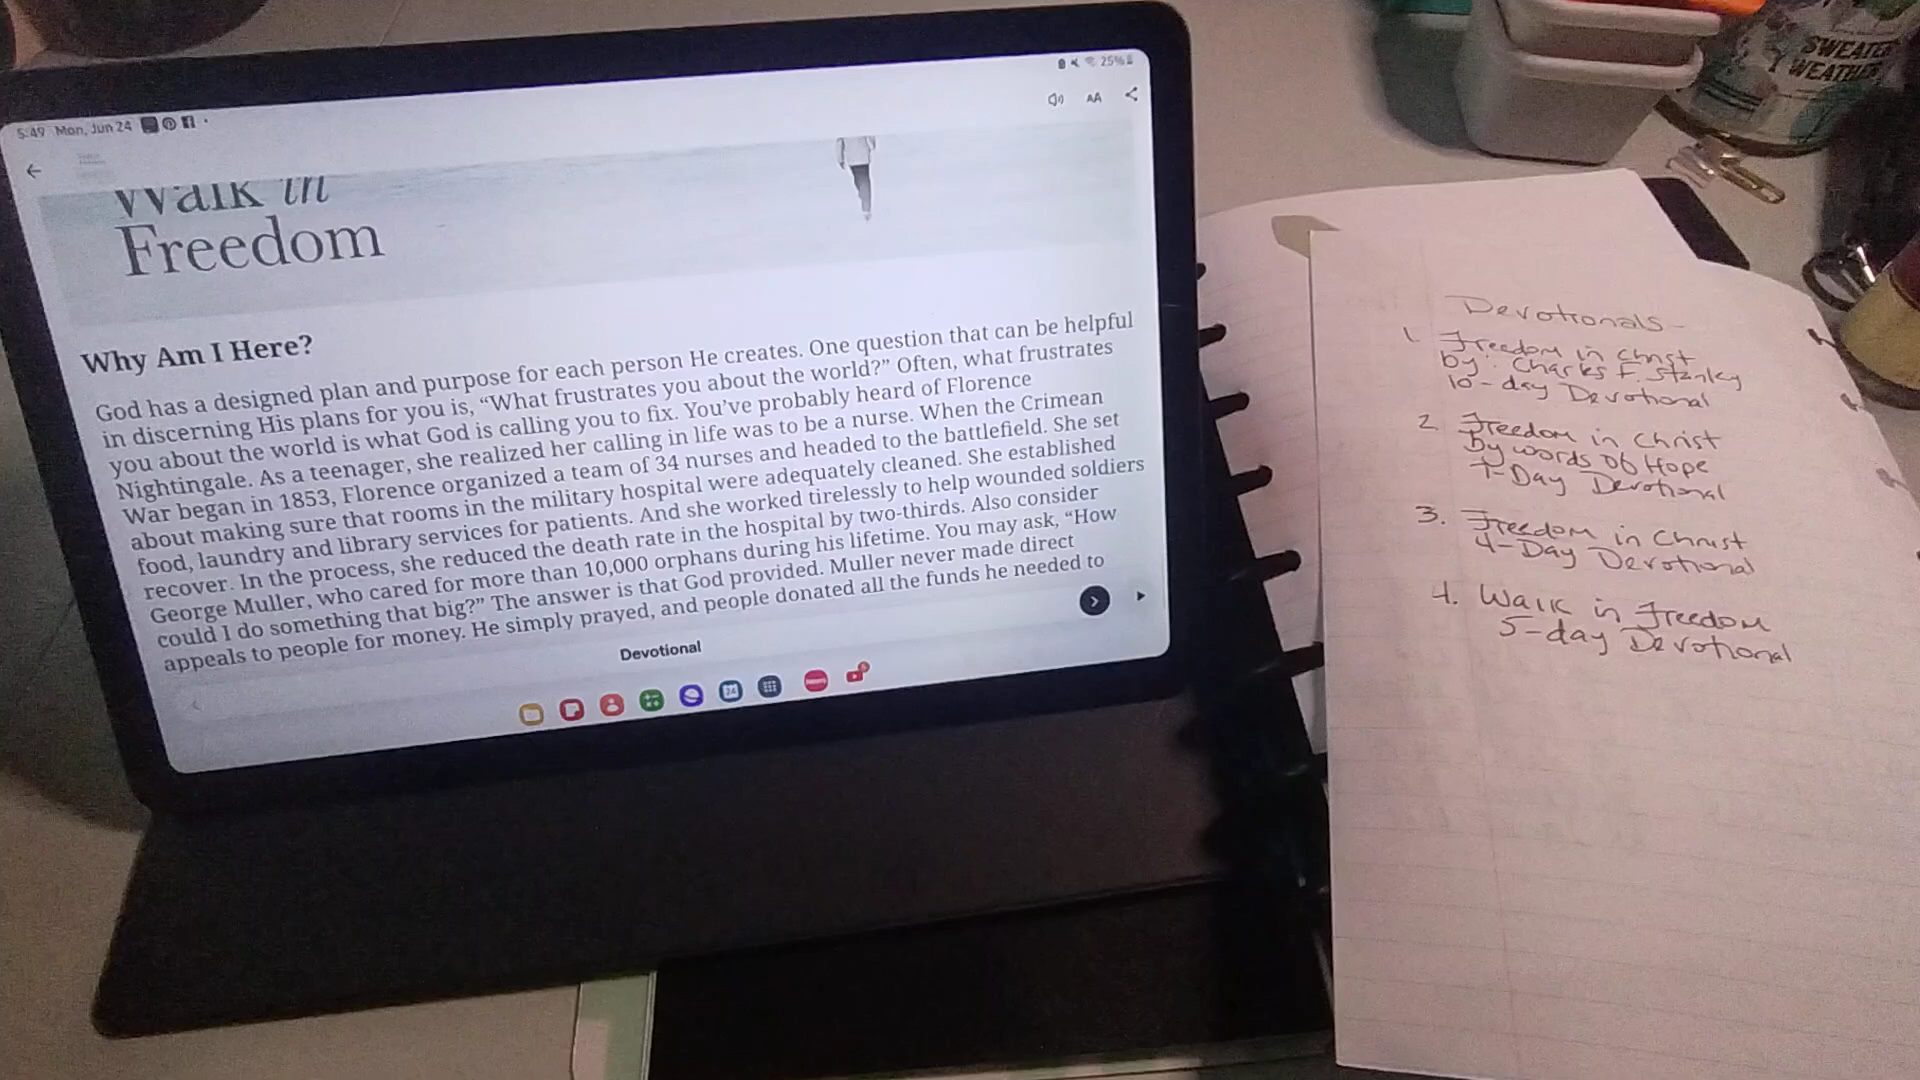 5:49 Mon, Jun 24
25%
AA
Walk in
Freedom
Why Am I Here?
God has a designed plan and purpose for each person He creates. One question that can be helpful
in discerning His plans for you is, “What frustrates you about the world?” Often, what frustrates
you about the world is what God is calling you to fix. You’ve probably heard of Florence
Nightingale. As a teenager, she realized her calling in life was to be a nurse. When the Crimean
War began in 1853, Florence organized a team of 34 nurses and headed to the battlefield. She set
about making sure that rooms in the military hospital were adequately cleaned. She established
food, laundry and library services for patients. And she worked tirelessly to help wounded soldiers
recover. In the process, she reduced the death rate in the hospital by two-thirds. Also consider
George Muller, who cared for more than 10,000 orphans during his lifetime. You may ask, “How
could I do something that big?” The answer is that God provided. Muller never made direct
appeals to people for money. He simply prayed, and people donated all the funds he needed to
Devotional
24
SWEATER
WEATHER
Devotionals -
1. Freedom in Christ
by: Charles F. Stanley
10-day Devotional
2. Freedom in Christ
by words of Hope
7-Day Devotional
3. Freedom in Christ
4-Day Devotional
4. Walk in Freedom
5-day Devotional